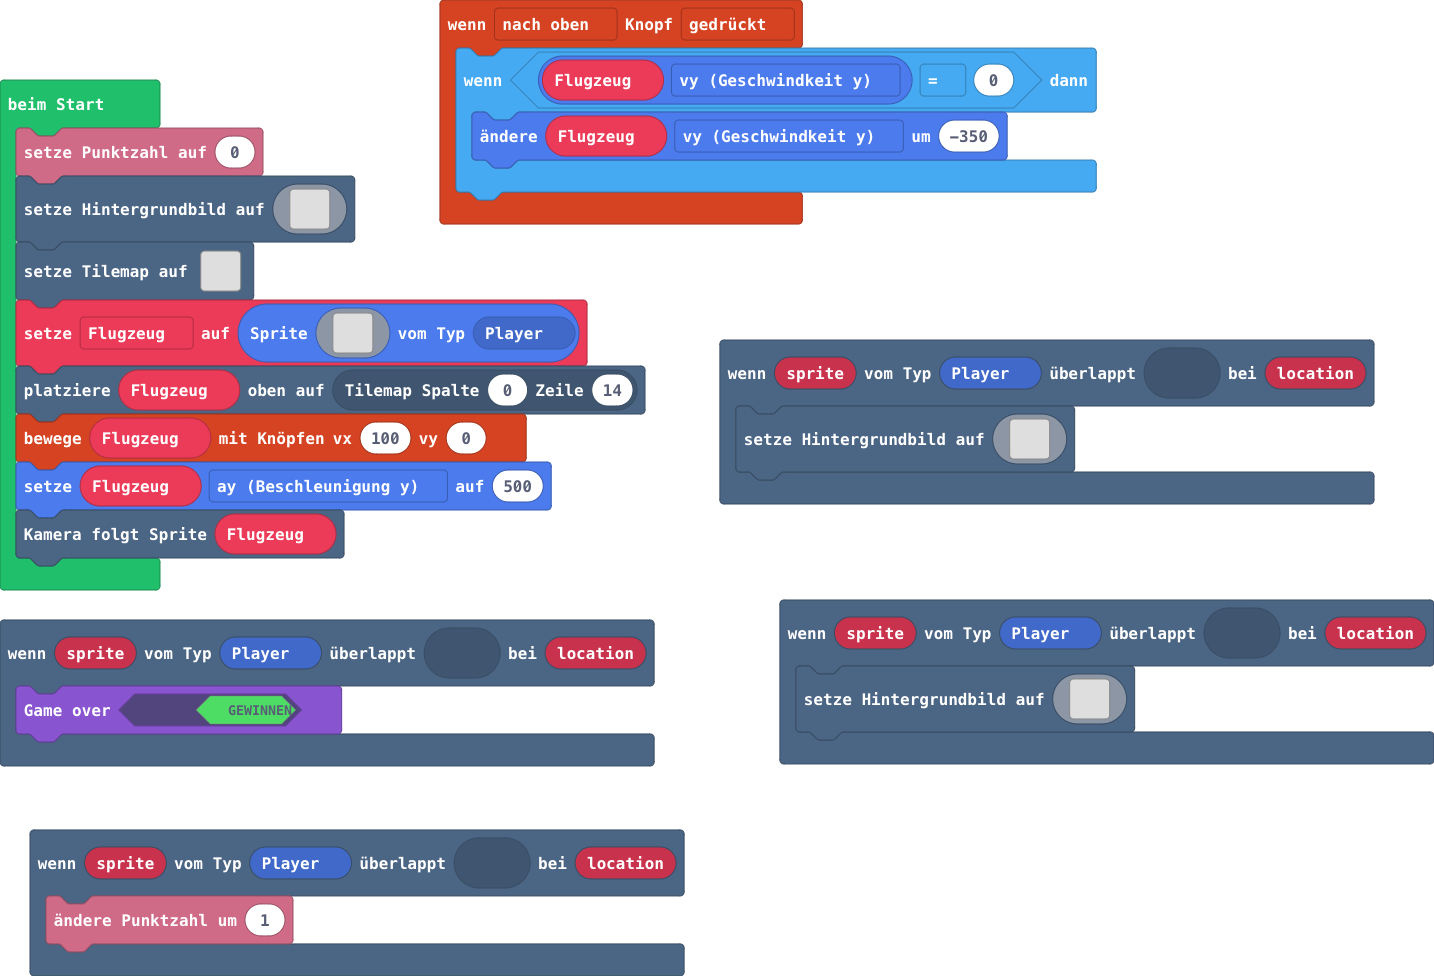 wenn nach oben Knopf gedrückt
wenn Flugzeug vy (Geschwindkeit y) = 0 dann
ändere Flugzeug vy (Geschwindkeit y) um -350
beim Start
setze Punktzahl auf 0
setze Hintergrundbild auf
setze Tilemap auf
setze Flugzeug auf Sprite vom Typ Player
platziere Flugzeug oben auf Tilemap Spalte 0 Zeile 14
bewege Flugzeug mit Knöpfen vx 100 vy 0
setze Flugzeug ay (Beschleunigung y) auf 500
Kamera folgt Sprite Flugzeug
wenn sprite vom Typ Player überlappt bei location
setze Hintergrundbild auf
wenn sprite vom Typ Player überlappt bei location
Game over GEWINNEN
wenn sprite vom Typ Player überlappt bei location
setze Hintergrundbild auf
wenn sprite vom Typ Player überlappt bei location
ändere Punktzahl um 1